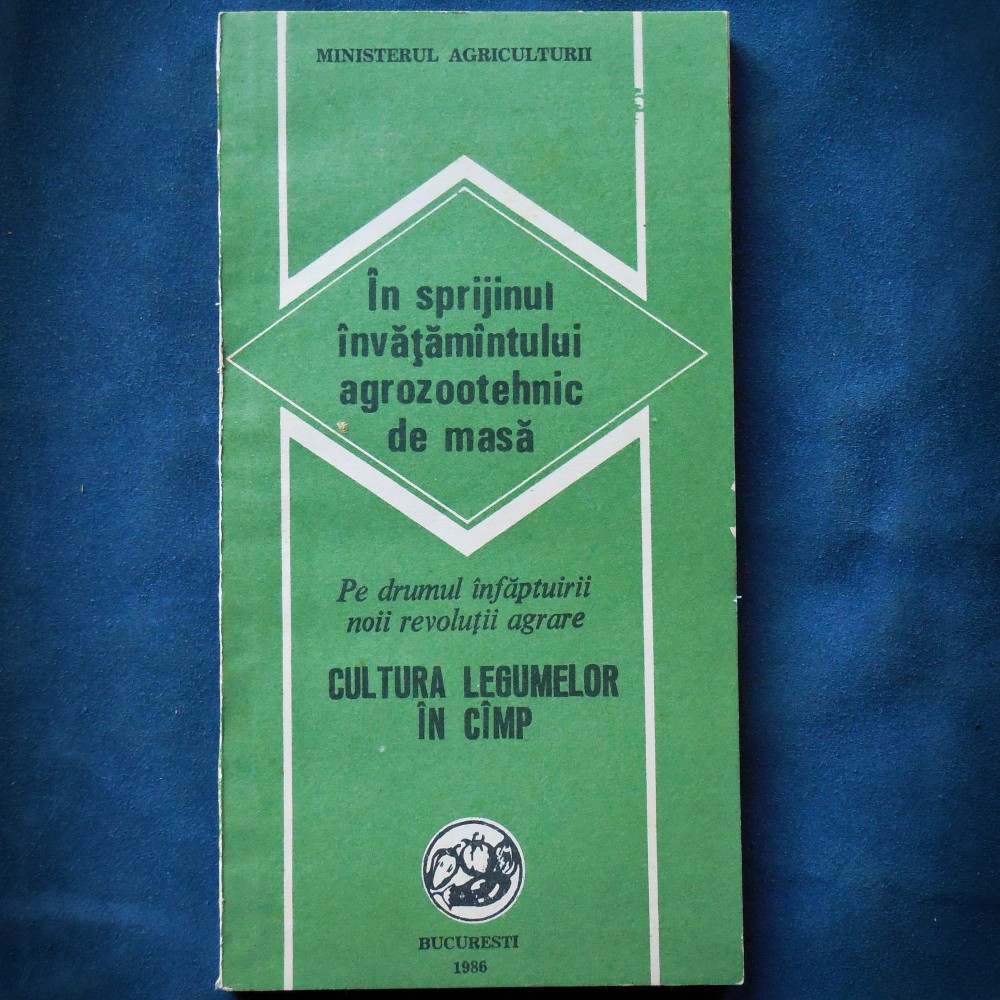 MINISTERUL AGRICULTURII
În sprijinul
învăţămîntului
agrozootehnic
de masă
Pe drumul înfăptuirii
noii revoluţii agrare
CULTURA LEGUMELOR
ÎN CÎMP
BUCURESTI
1986